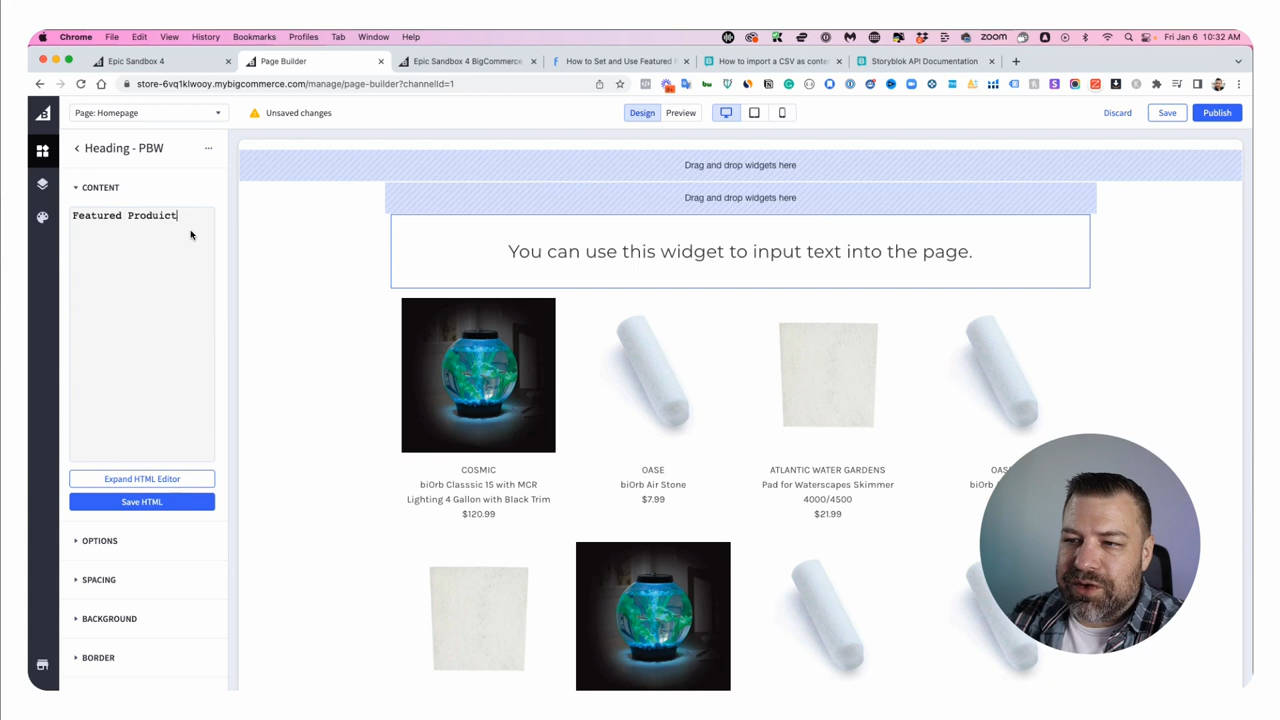 Chrome File Edit View History Bookmarks Profiles Tab Window Help zoom Fri Jan 6 10:32 AM
Epic Sandbox 4 Page Builder Epic Sandbox 4 BigCommerce How to Set and Use Featured How to import a CSV as conten Storyblok API Documentation
store-6vq1klwooy.mybigcommerce.com/manage/page-builder?channelId=1
Page: Homepage Unsaved changes Design Preview Discard Save Publish
Heading - PBW
CONTENT
Featured Produict
Expand HTML Editor
Save HTML
OPTIONS
SPACING
BACKGROUND
BORDER
Drag and drop widgets here
Drag and drop widgets here
You can use this widget to input text into the page.
COSMIC
biOrb Classsic 15 with MCR
Lighting 4 Gallon with Black Trim
$120.99
OASE
biOrb Air Stone
$7.99
ATLANTIC WATER GARDENS
Pad for Waterscapes Skimmer
4000/4500
$21.99
OAS
biOrb